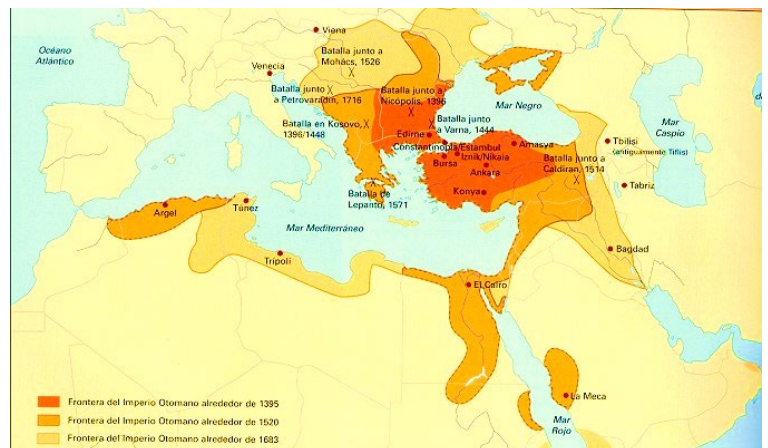 Océano
Atlántico
Viena
Batalla junto a
Mohács, 1526
Venecia
Batalla junto
a Petrovaradin, 1716
Batalla junto a
Nicópolis, 1396
Mar Negro
Mar
Caspio
Batalla en Kosovo,
1396/1448
Batalla junto
a Varna, 1444
Edirne
Constantinopla/Estambul
Iznik/Nikaia
Bursa
Ankara
Amasya
Batalla junto a
Caldiran, 1514
Tbilisi
(antiguamente Tiflis)
Tabriz
Konya
Batalla de
Lepanto, 1571
Argel
Túnez
Mar Mediterráneo
Trípoli
Bagdad
El Cairo
La Meca
Mar
Rojo
Frontera del Imperio Otomano alrededor de 1395
Frontera del Imperio Otomano alrededor de 1520
Frontera del Imperio Otomano alrededor de 1683